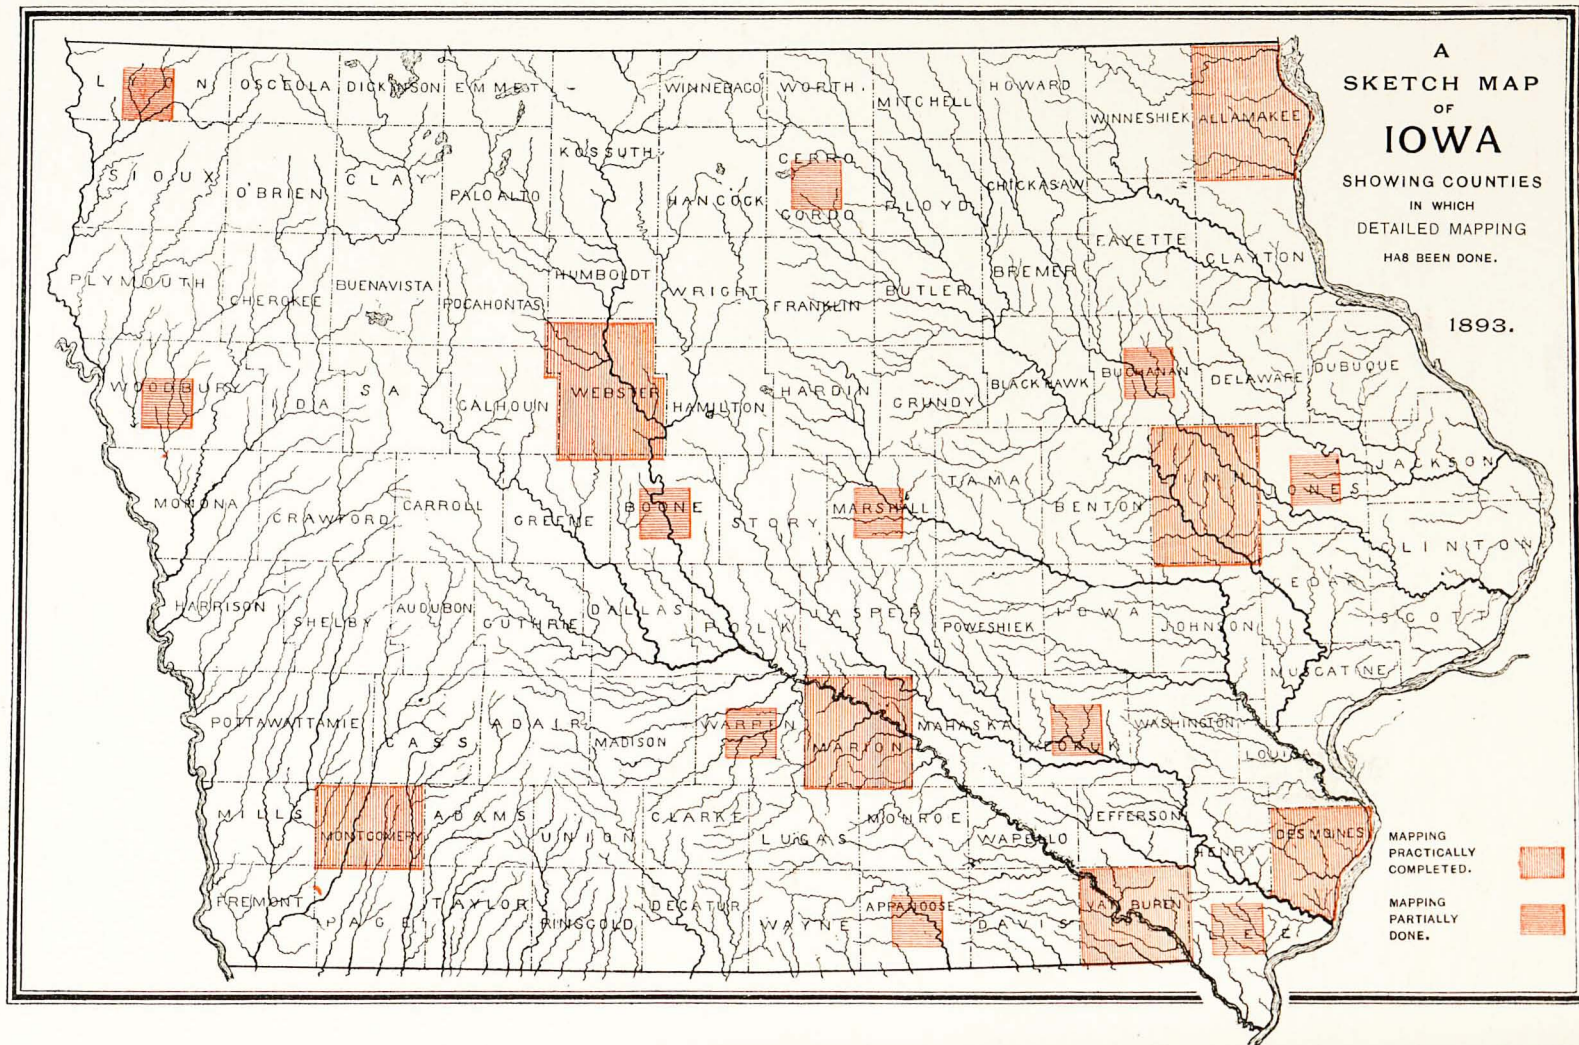 A
SKETCH MAP
OF
IOWA
SHOWING COUNTIES
IN WHICH
DETAILED MAPPING
HAS BEEN DONE.
1893.
LYON
OSCEOLA
DICKINSON
EMMET
WINNEBAGO
WORTH
MITCHELL
HOWARD
WINNESHIEK
ALLAMAKEE
SIOUX
O'BRIEN
CLAY
PALO ALTO
KOSSUTH
HANCOCK
CERRO
GORDO
FLOYD
CHICKASAW
FAYETTE
CLAYTON
PLYMOUTH
CHEROKEE
BUENAVISTA
POCAHONTAS
HUMBOLDT
WRIGHT
FRANKLIN
BUTLER
BREMER
WOODBURY
IDA
SA
CALHOUN
WEBSTER
HAMILTON
HARDIN
GRUNDY
BLACKHAWK
BUCHANAN
DELAWARE
DUBUQUE
MONONA
CRAWFORD
CARROLL
GREENE
BOONE
STORY
MARSHALL
TAMA
BENTON
LINN
JONES
JACKSON
CLINTON
HARRISON
SHELBY
AUDUBON
GUTHRIE
DALLAS
POLK
JASPER
POWESHIEK
IOWA
JOHNSON
CEDAR
SCOTT
MUSCATINE
POTTAWATTAMIE
CASS
ADAIR
MADISON
WARREN
MARION
MAHASKA
KEOKUK
WASHINGTON
LOUISA
MILLS
MONTGOMERY
ADAMS
UNION
CLARKE
LUCAS
MONROE
WAPELLO
JEFFERSON
HENRY
DES MOINES
FREMONT
PAGE
TAYLOR
RINGGOLD
DECATUR
WAYNE
APPANOOSE
DAVIS
VAN BUREN
LEE
MAPPING
PRACTICALLY
COMPLETED.
MAPPING
PARTIALLY
DONE.